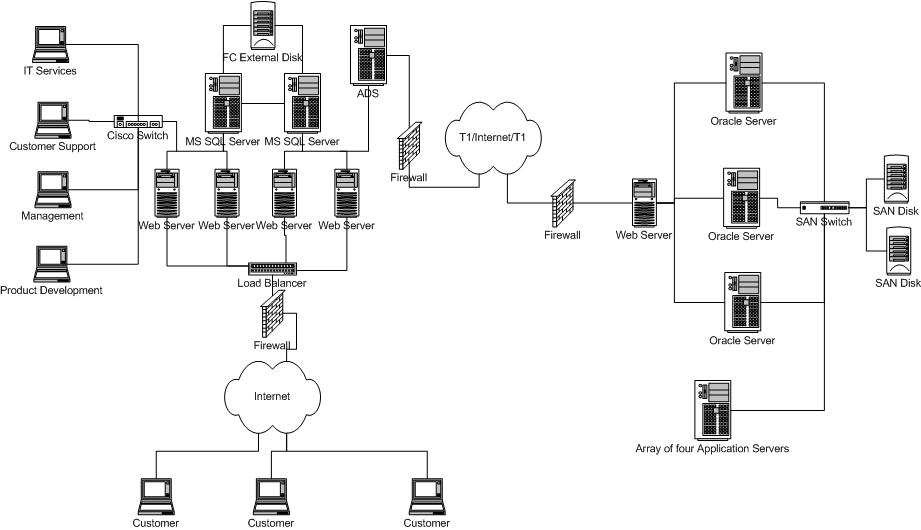 IT Services
Customer Support
Management
Product Development
Cisco Switch
FC External Disk
MS SQL Server
MS SQL Server
ADS
Web Server
Web Server
Web Server
Web Server
Load Balancer
Firewall
Internet
Customer
Customer
Customer
Firewall
T1/Internet/T1
Firewall
Web Server
Oracle Server
Oracle Server
Oracle Server
Array of four Application Servers
SAN Switch
SAN Disk
SAN Disk